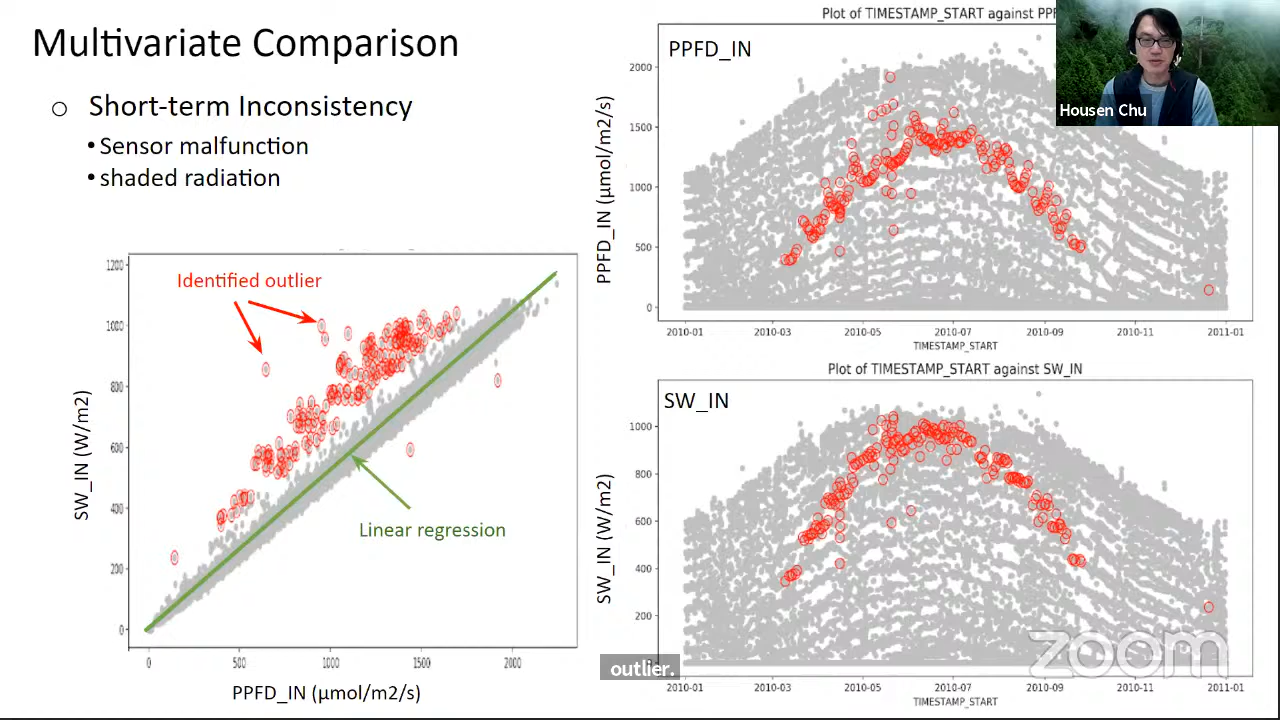 Multivariate Comparison
o Short-term Inconsistency
• Sensor malfunction
• shaded radiation
Identified outlier
Linear regression
SW_IN (W/m2)
1200
1000
800
600
400
200
0
0 500 1000 1500 2000
PPFD_IN (μmol/m2/s)
Plot of TIMESTAMP_START against PPF
PPFD_IN
PPFD_IN (μmol/m2/s)
2000
1500
1000
500
0
2010-01 2010-03 2010-05 2010-07 2010-09 2010-11 2011-01
TIMESTAMP_START
Housen Chu
Plot of TIMESTAMP_START against SW_IN
SW_IN
SW_IN (W/m2)
1000
800
600
400
200
2010-01 2010-03 2010-05 2010-07 2010-09 2010-11 2011-01
TIMESTAMP_START
outlier.
zoom